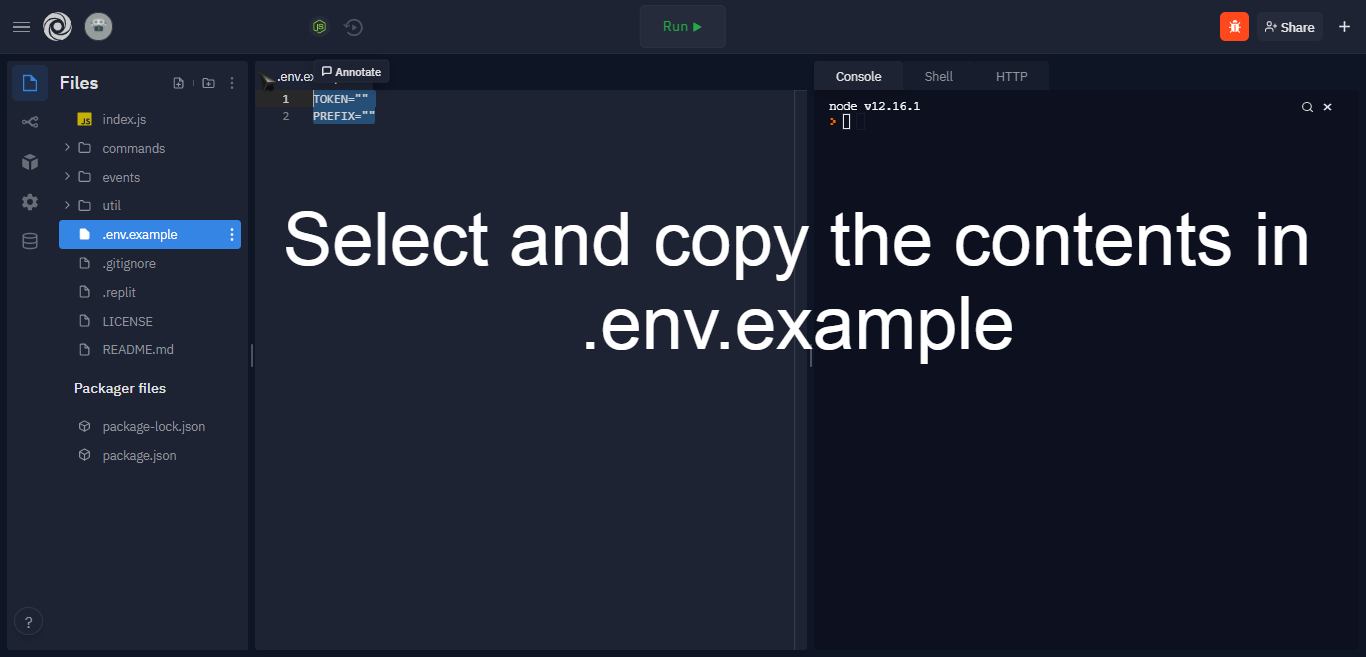 JS
Run
Share
Files
JS index.js
commands
events
util
.env.example
.gitignore
.replit
LICENSE
README.md
Packager files
package-lock.json
package.json
?
.env.ex
Annotate
1 TOKEN=""
2 PREFIX=""
Console Shell HTTP
node v12.16.1
>
Select and copy the contents in
.env.example